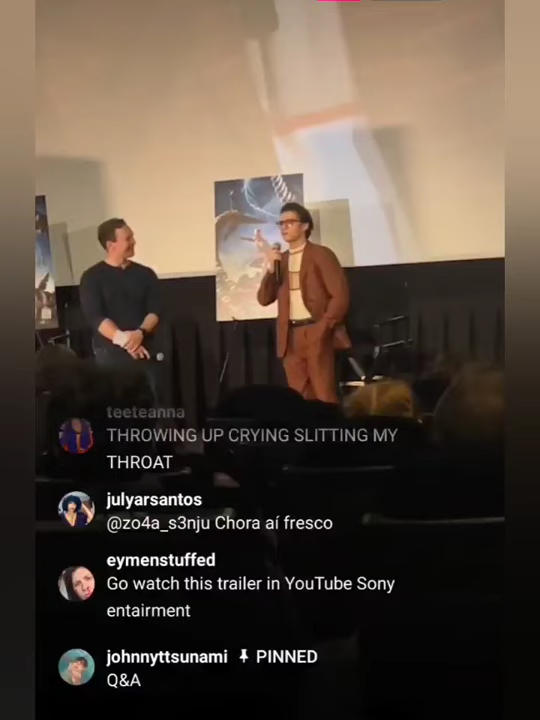 teeteanna
THROWING UP CRYING SLITTING MY
THROAT
julyarsantos
@zo4a_s3nju Chora aí fresco
eymenstuffed
Go watch this trailer in YouTube Sony
entairment
johnnyttsunami PINNED
Q&A